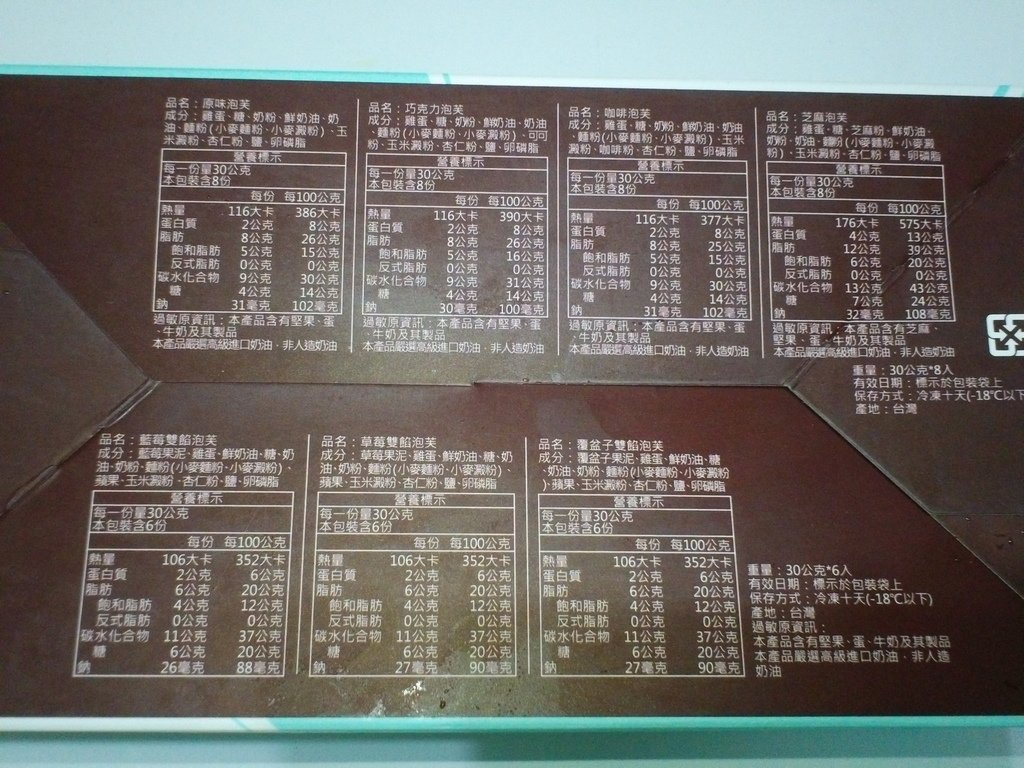 品名：原味泡芙
成分：雞蛋、糖、奶粉、鮮奶油、奶
油、麵粉(小麥麵粉、小麥澱粉)、玉
米澱粉、杏仁粉、鹽、卵磷脂
營養標示
每一份量30公克
本包裝含8份
每份 每100公克
熱量 116大卡 386大卡
蛋白質 2公克 8公克
脂肪 8公克 26公克
飽和脂肪 5公克 15公克
反式脂肪 0公克 0公克
碳水化合物 9公克 30公克
糖 4公克 14公克
鈉 31毫克 102毫克
過敏原資訊：本產品含有堅果、蛋
、牛奶及其製品
本產品嚴選高級進口奶油，非人造奶油
品名：巧克力泡芙
成分：雞蛋、糖、奶粉、鮮奶油、奶油
、麵粉(小麥麵粉、小麥澱粉)、可可
粉、玉米澱粉、杏仁粉、鹽、卵磷脂
營養標示
每一份量30公克
本包裝含8份
每份 每100公克
熱量 116大卡 390大卡
蛋白質 2公克 8公克
脂肪 8公克 26公克
飽和脂肪 5公克 16公克
反式脂肪 0公克 0公克
碳水化合物 9公克 31公克
糖 4公克 14公克
鈉 30毫克 100毫克
過敏原資訊：本產品含有堅果、蛋
、牛奶及其製品
本產品嚴選高級進口奶油，非人造奶油
品名：咖啡泡芙
成分：雞蛋、糖、奶粉、鮮奶油、奶油
、麵粉(小麥麵粉、小麥澱粉)、玉米
澱粉、咖啡粉、杏仁粉、鹽、卵磷脂
營養標示
每一份量30公克
本包裝含8份
每份 每100公克
熱量 116大卡 377大卡
蛋白質 2公克 8公克
脂肪 8公克 25公克
飽和脂肪 5公克 15公克
反式脂肪 0公克 0公克
碳水化合物 9公克 30公克
糖 4公克 14公克
鈉 31毫克 102毫克
過敏原資訊：本產品含有堅果、蛋
、牛奶及其製品
本產品嚴選高級進口奶油，非人造奶油
品名：芝麻泡芙
成分：雞蛋、糖、芝麻粉、鮮奶油、
奶粉、奶油、麵粉(小麥麵粉、小麥澱粉
)、玉米澱粉、杏仁粉、鹽、卵磷脂
營養標示
每一份量30公克
本包裝含8份
每份 每100公克
熱量 176大卡 575大卡
蛋白質 4公克 13公克
脂肪 12公克 39公克
飽和脂肪 6公克 20公克
反式脂肪 0公克 0公克
碳水化合物 13公克 43公克
糖 7公克 24公克
鈉 32毫克 108毫克
過敏原資訊：本產品含有芝麻、
堅果、蛋、牛奶及其製品
本產品嚴選高級進口奶油，非人造奶油
重量：30公克*8入
有效日期：標示於包裝袋上
保存方式：冷凍十天(-18℃以下
產地：台灣
品名：藍莓雙餡泡芙
成分：藍莓果泥、雞蛋、鮮奶油、糖、奶
油、奶粉、麵粉(小麥麵粉、小麥澱粉)、
蘋果、玉米澱粉、杏仁粉、鹽、卵磷脂
營養標示
每一份量30公克
本包裝含6份
每份 每100公克
熱量 106大卡 352大卡
蛋白質 2公克 6公克
脂肪 6公克 20公克
飽和脂肪 4公克 12公克
反式脂肪 0公克 0公克
碳水化合物 11公克 37公克
糖 6公克 20公克
鈉 26毫克 88毫克
品名：草莓雙餡泡芙
成分：草莓果泥、雞蛋、鮮奶油、糖、奶
油、奶粉、麵粉(小麥麵粉、小麥澱粉)、
蘋果、玉米澱粉、杏仁粉、鹽、卵磷脂
營養標示
每一份量30公克
本包裝含6份
每份 每100公克
熱量 106大卡 352大卡
蛋白質 2公克 6公克
脂肪 6公克 20公克
飽和脂肪 4公克 12公克
反式脂肪 0公克 0公克
碳水化合物 11公克 37公克
糖 6公克 20公克
鈉 27毫克 90毫克
品名：覆盆子雙餡泡芙
成分：覆盆子果泥、雞蛋、鮮奶油、糖
、奶油、奶粉、麵粉(小麥麵粉、小麥澱粉
)、蘋果、玉米澱粉、杏仁粉、鹽、卵磷脂
營養標示
每一份量30公克
本包裝含6份
每份 每100公克
熱量 106大卡 352大卡
蛋白質 2公克 6公克
脂肪 6公克 20公克
飽和脂肪 4公克 12公克
反式脂肪 0公克 0公克
碳水化合物 11公克 37公克
糖 6公克 20公克
鈉 27毫克 90毫克
重量：30公克*6入
有效日期：標示於包裝袋上
保存方式：冷凍十天(-18℃以下)
產地：台灣
過敏原資訊：
本產品含有堅果、蛋、牛奶及其製品
本產品嚴選高級進口奶油，非人造
奶油